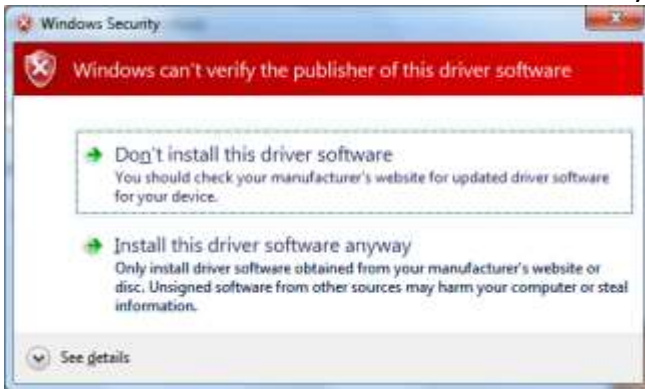 Windows Security
Windows can't verify the publisher of this driver software
Don't install this driver software
You should check your manufacturer's website for updated driver software
for your device.
Install this driver software anyway
Only install driver software obtained from your manufacturer's website or
disc. Unsigned software from other sources may harm your computer or steal
information.
See details